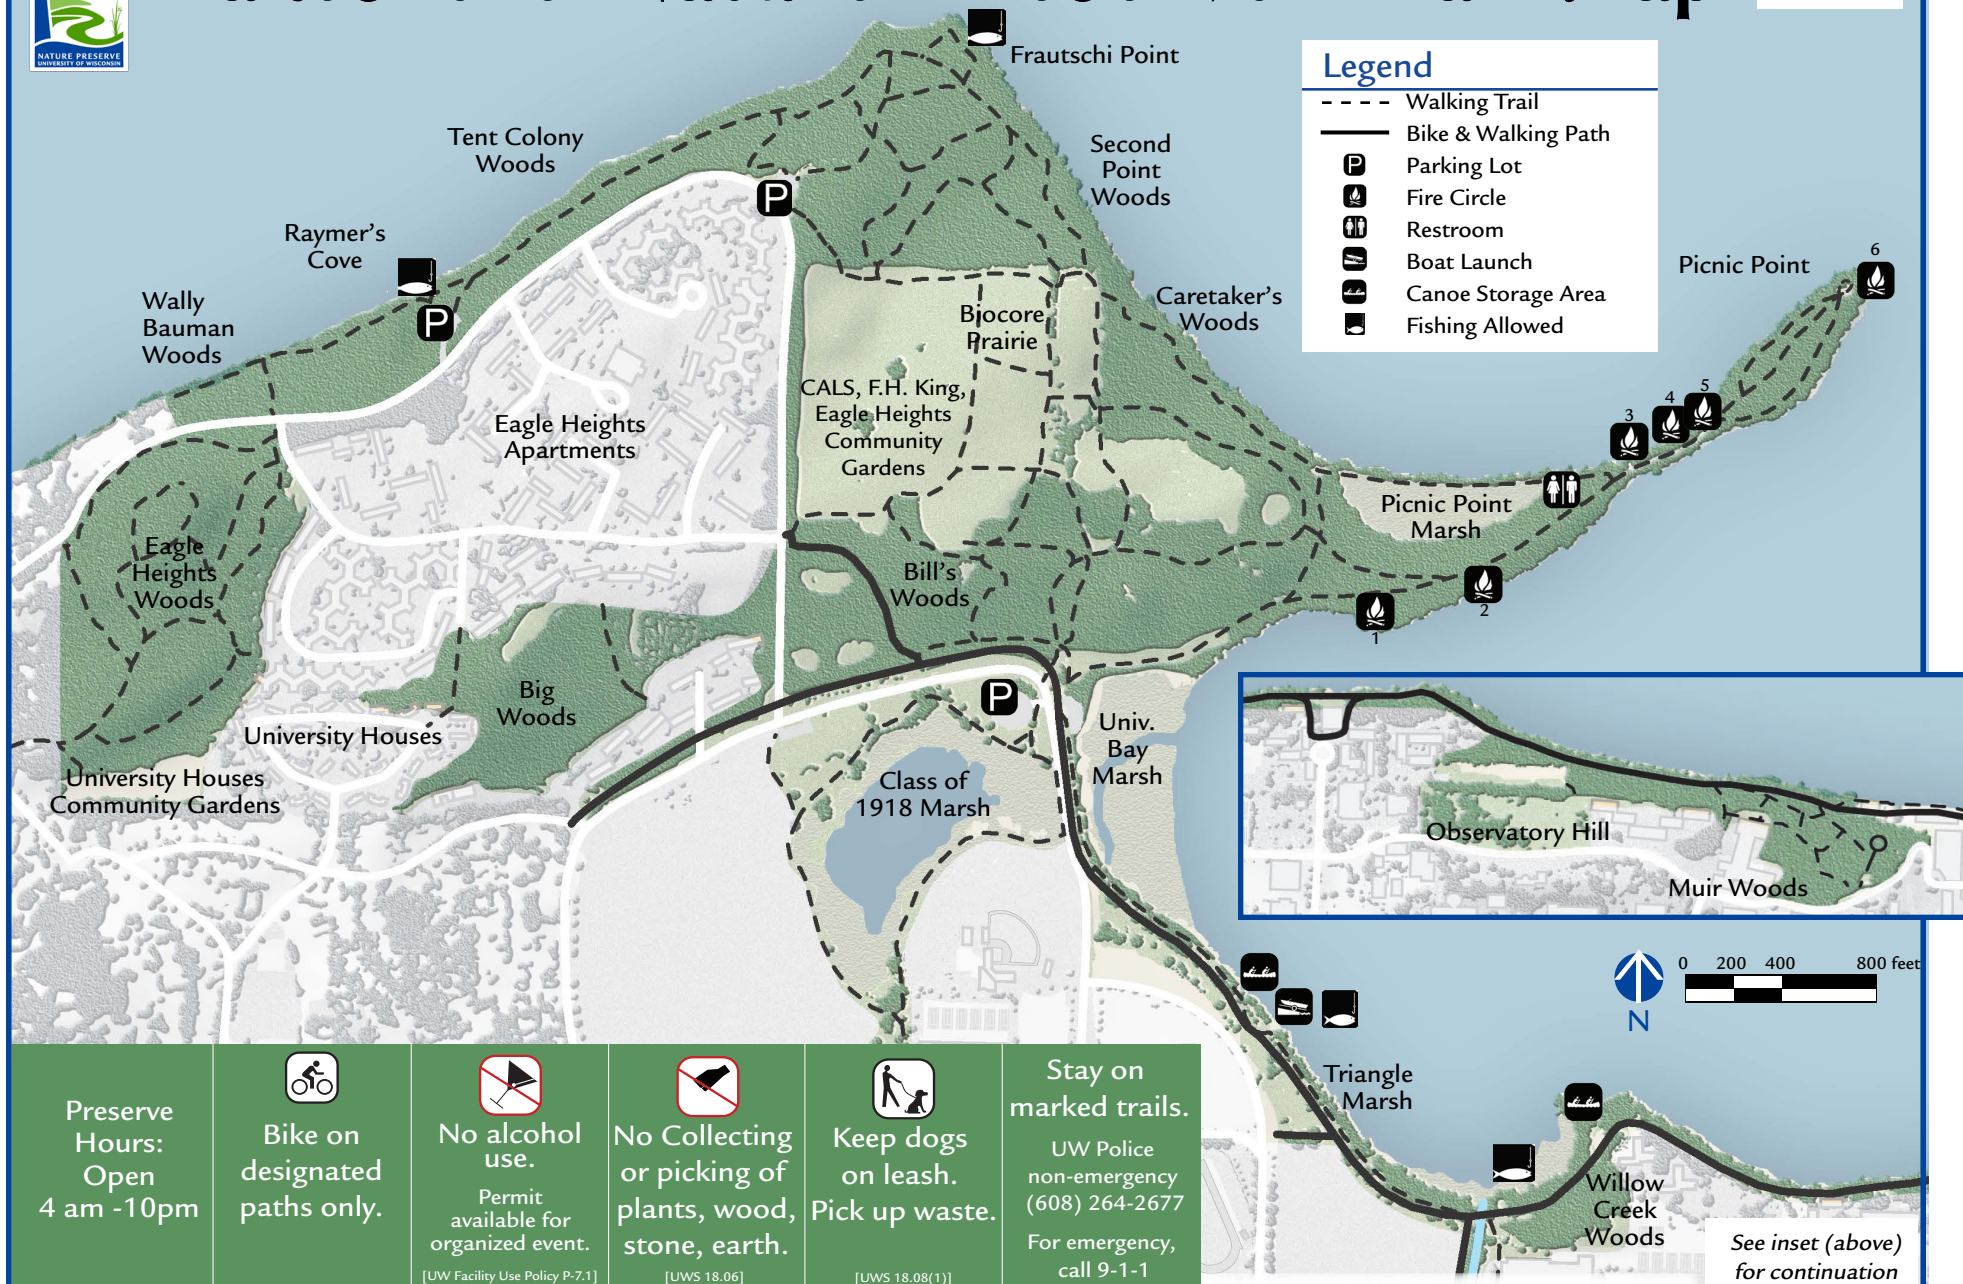 NATURE PRESERVE
UNIVERSITY OF WISCONSIN
Frautschi Point
Legend
Walking Trail
Bike & Walking Path
P
Parking Lot
Fire Circle
Restroom
Boat Launch
Canoe Storage Area
Fishing Allowed
Tent Colony
Woods
Second
Point
Woods
P
Raymer's
Cove
Picnic Point
6
Wally
Bauman
Woods
P
Caretaker's
Woods
Biocore
Prairie
CALS, F.H. King,
Eagle Heights
Community
Gardens
Eagle Heights
Apartments
3
4
5
Picnic Point
Marsh
Eagle
Heights
Woods
Bill's
Woods
1
2
Big
Woods
P
University Houses
Univ.
Bay
Marsh
University Houses
Community Gardens
Class of
1918 Marsh
Observatory Hill
Muir Woods
N
0 200 400 800 feet
Triangle
Marsh
Willow
Creek
Woods
See inset (above)
for continuation
Preserve
Hours:
Open
4 am -10pm
Bike on
designated
paths only.
No alcohol
use.
Permit
available for
organized event.
[UW Facility Use Policy P-7.1]
No Collecting
or picking of
plants, wood,
stone, earth.
[UWS 18.06]
Keep dogs
on leash.
Pick up waste.
[UWS 18.08(1)]
Stay on
marked trails.
UW Police
non-emergency
(608) 264-2677
For emergency,
call 9-1-1